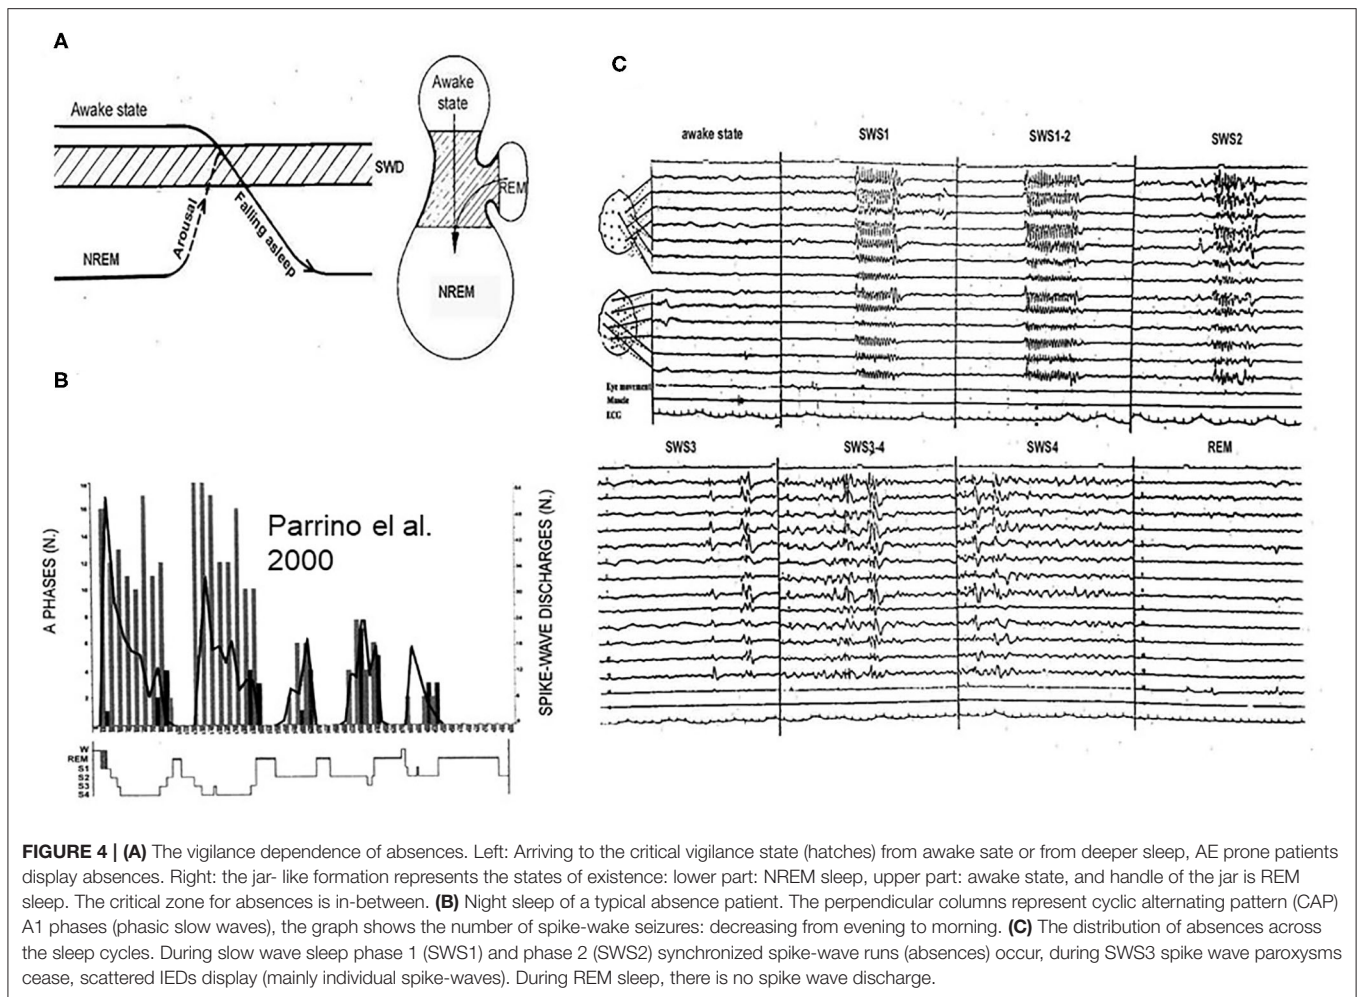 A
Awake state
SWD
Arousal
Falling asleep
NREM
Awake
state
REM
NREM
B
A PHASES (N.)
Parrino el al.
2000
SPIKE-WAVE DISCHARGES (N.)
W
REM
S1
S2
S3
S4
C
awake state SWS1 SWS1-2 SWS2
Eye movement
Muscle
ECG
SWS3 SWS3-4 SWS4 REM
FIGURE 4 | (A) The vigilance dependence of absences. Left: Arriving to the critical vigilance state (hatches) from awake sate or from deeper sleep, AE prone patients
display absences. Right: the jar- like formation represents the states of existence: lower part: NREM sleep, upper part: awake state, and handle of the jar is REM
sleep. The critical zone for absences is in-between. (B) Night sleep of a typical absence patient. The perpendicular columns represent cyclic alternating pattern (CAP)
A1 phases (phasic slow waves), the graph shows the number of spike-wake seizures: decreasing from evening to morning. (C) The distribution of absences across
the sleep cycles. During slow wave sleep phase 1 (SWS1) and phase 2 (SWS2) synchronized spike-wave runs (absences) occur, during SWS3 spike wave paroxysms
cease, scattered IEDs display (mainly individual spike-waves). During REM sleep, there is no spike wave discharge.